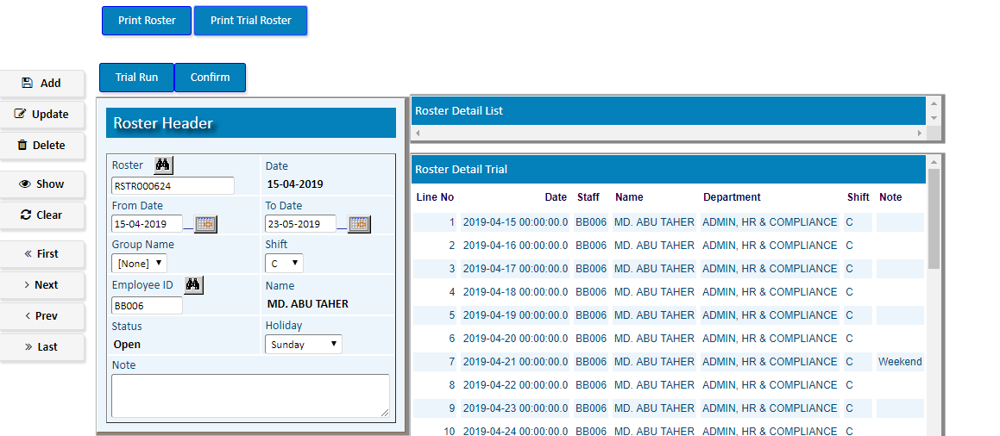 Print Roster Print Trial Roster
Trial Run Confirm
Add
Update
Delete
Show
Clear
First
Next
Prev
Last
Roster Header
Roster Date
RSTR000624 15-04-2019
From Date To Date
15-04-2019 23-05-2019
Group Name Shift
[None] C
Employee ID Name
BB006 MD. ABU TAHER
Status Holiday
Open Sunday
Note
Roster Detail List
Roster Detail Trial
Line No Date Staff Name Department Shift Note
1 2019-04-15 00:00:00.0 BB006 MD. ABU TAHER ADMIN, HR & COMPLIANCE C
2 2019-04-16 00:00:00.0 BB006 MD. ABU TAHER ADMIN, HR & COMPLIANCE C
3 2019-04-17 00:00:00.0 BB006 MD. ABU TAHER ADMIN, HR & COMPLIANCE C
4 2019-04-18 00:00:00.0 BB006 MD. ABU TAHER ADMIN, HR & COMPLIANCE C
5 2019-04-19 00:00:00.0 BB006 MD. ABU TAHER ADMIN, HR & COMPLIANCE C
6 2019-04-20 00:00:00.0 BB006 MD. ABU TAHER ADMIN, HR & COMPLIANCE C
7 2019-04-21 00:00:00.0 BB006 MD. ABU TAHER ADMIN, HR & COMPLIANCE C Weekend
8 2019-04-22 00:00:00.0 BB006 MD. ABU TAHER ADMIN, HR & COMPLIANCE C
9 2019-04-23 00:00:00.0 BB006 MD. ABU TAHER ADMIN, HR & COMPLIANCE C
10 2019-04-24 00:00:00.0 BB006 MD. ABU TAHER ADMIN, HR & COMPLIANCE C